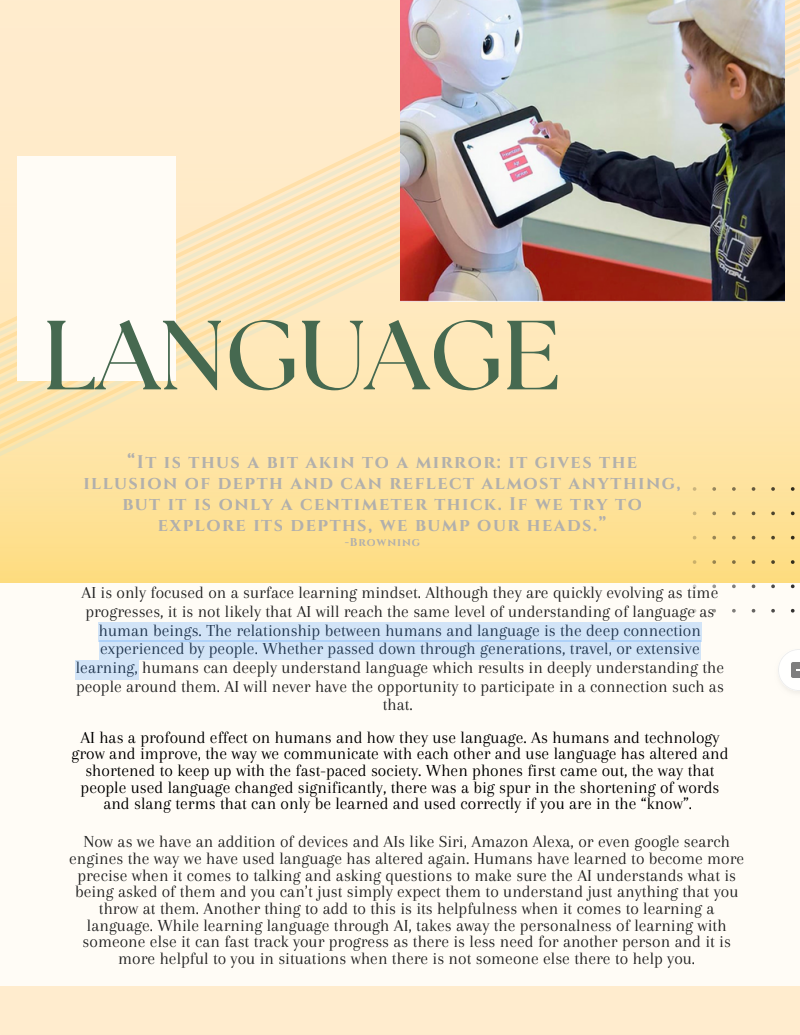 LANGUAGE
“It is thus a bit akin to a mirror: it gives the
illusion of depth and can reflect almost anything,
but it is only a centimeter thick. If we try to
explore its depths, we bump our heads.”
-Browning
AI is only focused on a surface learning mindset. Although they are quickly evolving as time
progresses, it is not likely that AI will reach the same level of understanding of language as
human beings. The relationship between humans and language is the deep connection
experienced by people. Whether passed down through generations, travel, or extensive
learning, humans can deeply understand language which results in deeply understanding the
people around them. AI will never have the opportunity to participate in a connection such as
that.
AI has a profound effect on humans and how they use language. As humans and technology
grow and improve, the way we communicate with each other and use language has altered and
shortened to keep up with the fast-paced society. When phones first came out, the way that
people used language changed significantly, there was a big spur in the shortening of words
and slang terms that can only be learned and used correctly if you are in the “know”.
Now as we have an addition of devices and AIs like Siri, Amazon Alexa, or even google search
engines the way we have used language has altered again. Humans have learned to become more
precise when it comes to talking and asking questions to make sure the AI understands what is
being asked of them and you can't just simply expect them to understand just anything that you
throw at them. Another thing to add to this is its helpfulness when it comes to learning a
language. While learning language through AI, takes away the personalness of learning with
someone else it can fast track your progress as there is less need for another person and it is
more helpful to you in situations when there is not someone else there to help you.